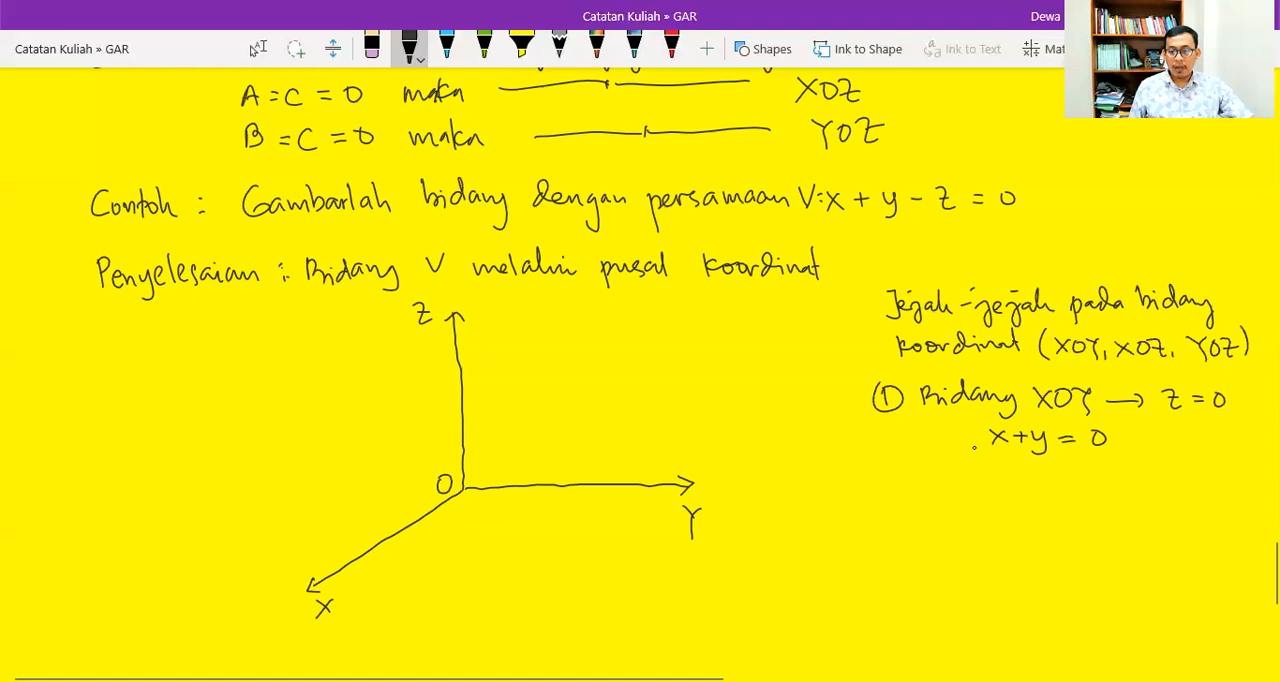 Catatan Kuliah » GAR
Dewa
Catatan Kuliah » GAR
Shapes
Ink to Shape
Ink to Text
Mat
A = C = 0 maka XOZ
B = C = 0 maka YOZ
Contoh : Gambarlah bidang dengan persamaan V: x + y - z = 0
Penyelesaian : Bidang V melalui pusat koordinat
Jejak-jejak pada bidang
koordinat (XOY, XOZ, YOZ)
(1) Bidang XOY → z = 0
x + y = 0
Z
O
Y
X